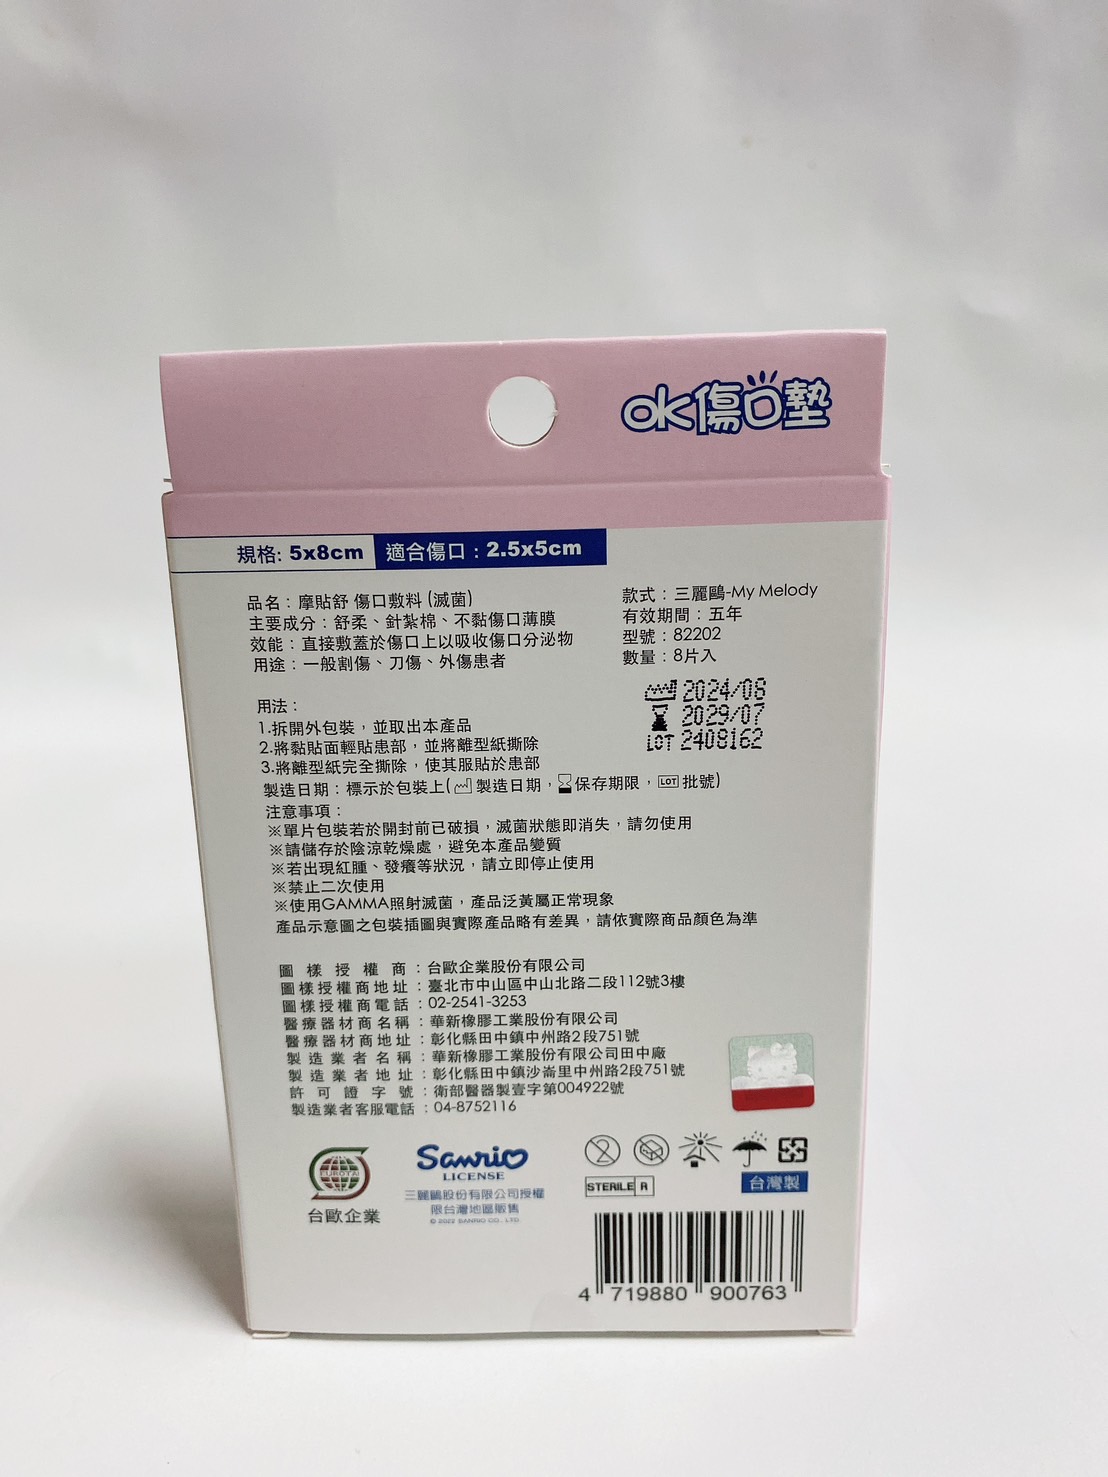 OK傷口墊
規格: 5x8cm 適合傷口：2.5x5cm
品名：摩貼舒 傷口敷料 (滅菌)
主要成分：舒柔、針紮棉、不黏傷口薄膜
效能：直接敷蓋於傷口上以吸收傷口分泌物
用途：一般割傷、刀傷、外傷患者
款式：三麗鷗-My Melody
有效期間：五年
型號：82202
數量：8片入
2024/08
2029/07
LOT 2408162
用法：
1.拆開外包裝，並取出本產品
2.將黏貼面輕貼患部，並將離型紙撕除
3.將離型紙完全撕除，使其服貼於患部
製造日期：標示於包裝上( 製造日期， 保存期限，LOT 批號)
注意事項：
※單片包裝若於開封前已破損，滅菌狀態即消失，請勿使用
※請儲存於陰涼乾燥處，避免本產品變質
※若出現紅腫、發癢等狀況，請立即停止使用
※禁止二次使用
※使用GAMMA照射滅菌，產品泛黃屬正常現象
產品示意圖之包裝插圖與實際產品略有差異，請依實際商品顏色為準
圖樣授權商：台歐企業股份有限公司
圖樣授權商地址：臺北市中山區中山北路二段112號3樓
圖樣授權商電話：02-2541-3253
醫療器材商名稱：華新橡膠工業股份有限公司
醫療器材商地址：彰化縣田中鎮中州路2段751號
製造業者名稱：華新橡膠工業股份有限公司田中廠
製造業者地址：彰化縣田中鎮沙崙里中州路2段751號
許可證字號：衛部醫器製壹字第004922號
製造業者客服電話：04-8752116
EUROTAI
台歐企業
Sanrio
LICENSE
三麗鷗股份有限公司授權
限台灣地區販售
© 2022 SANRIO CO., LTD.
2
STERILE R
台灣製
4 719880 900763